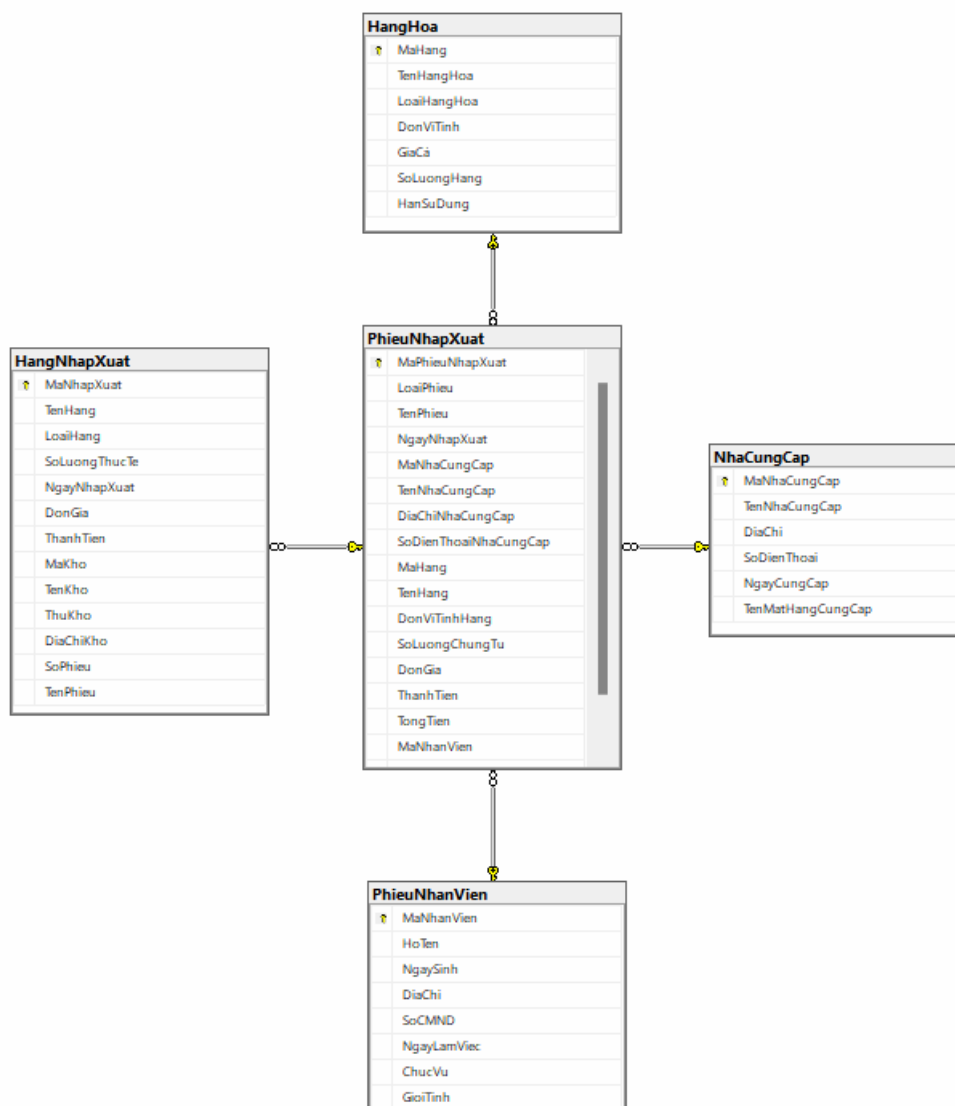 HangHoa
MaHang
TenHangHoa
LoaiHangHoa
DonViTinh
GiaCả
SoLuongHang
HanSuDung
HangNhapXuat
MaNhapXuat
TenHang
LoaiHang
SoLuongThucTe
NgayNhapXuat
DonGia
ThanhTien
MaKho
TenKho
ThuKho
DiaChiKho
SoPhieu
TenPhieu
PhieuNhapXuat
MaPhieuNhapXuat
LoaiPhieu
TenPhieu
NgayNhapXuat
MaNhaCungCap
TenNhaCungCap
DiaChiNhaCungCap
SoDienThoaiNhaCungCap
MaHang
TenHang
DonViTinhHang
SoLuongChungTu
DonGia
ThanhTien
TongTien
MaNhanVien
NhaCungCap
MaNhaCungCap
TenNhaCungCap
DiaChi
SoDienThoai
NgayCungCap
TenMatHangCungCap
PhieuNhanVien
MaNhanVien
HoTen
NgaySinh
DiaChi
SoCMND
NgayLamViec
ChucVu
GioiTinh